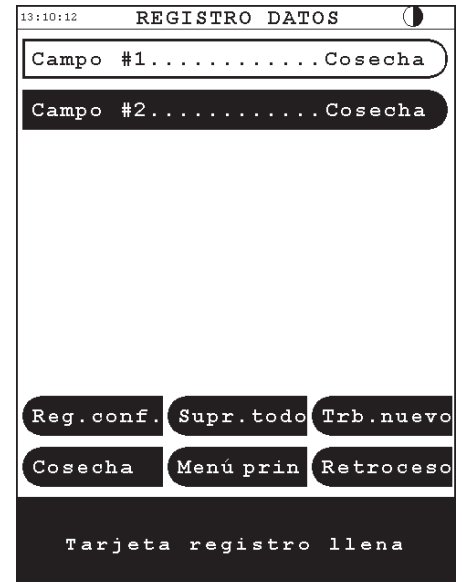 13:10:12 REGISTRO DATOS
Campo #1............Cosecha
Campo #2............Cosecha
Reg.conf. Supr.todo Trb.nuevo
Cosecha Menú prin Retroceso
Tarjeta registro llena